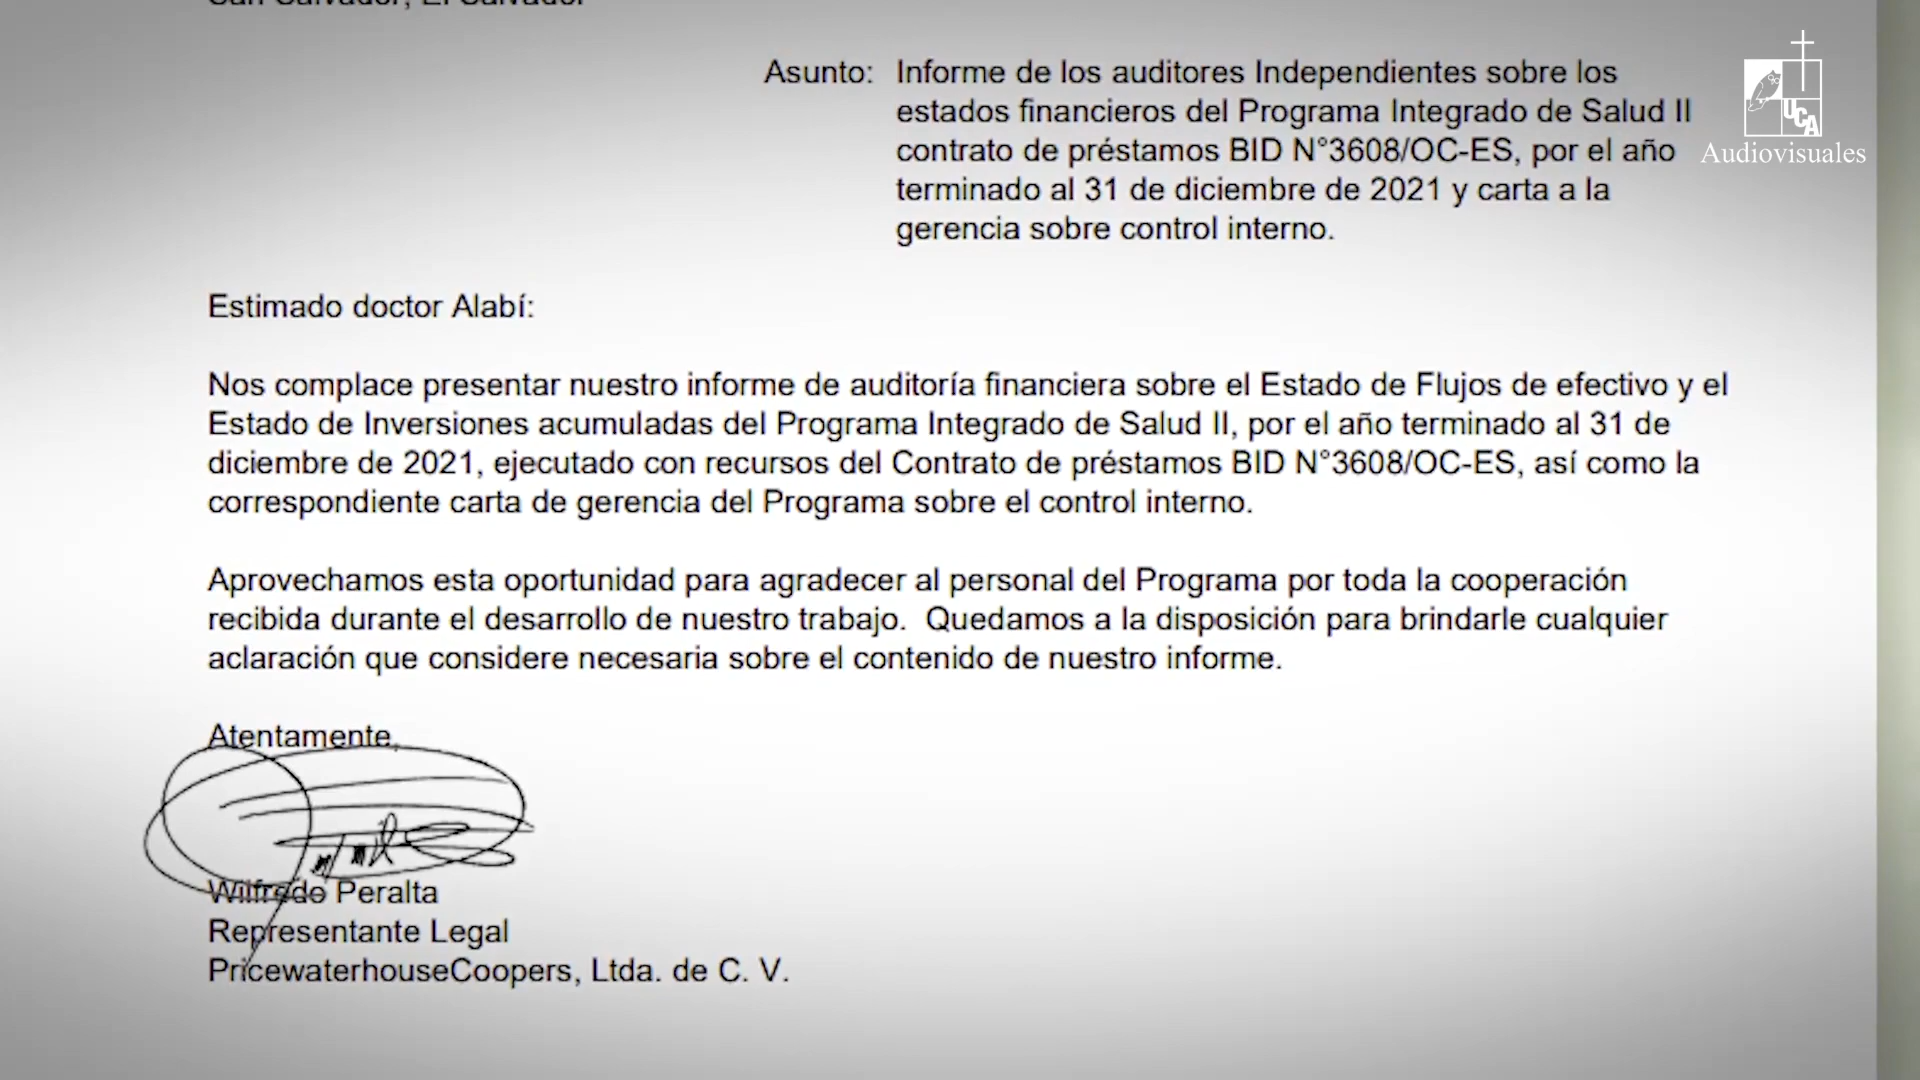 San Salvador, El Salvador
Asunto: Informe de los auditores Independientes sobre los
estados financieros del Programa Integrado de Salud II
contrato de préstamos BID N°3608/OC-ES, por el año
terminado al 31 de diciembre de 2021 y carta a la
gerencia sobre control interno.
UCA
Audiovisuales
Estimado doctor Alabí:
Nos complace presentar nuestro informe de auditoría financiera sobre el Estado de Flujos de efectivo y el
Estado de Inversiones acumuladas del Programa Integrado de Salud II, por el año terminado al 31 de
diciembre de 2021, ejecutado con recursos del Contrato de préstamos BID N°3608/OC-ES, así como la
correspondiente carta de gerencia del Programa sobre el control interno.
Aprovechamos esta oportunidad para agradecer al personal del Programa por toda la cooperación
recibida durante el desarrollo de nuestro trabajo. Quedamos a la disposición para brindarle cualquier
aclaración que considere necesaria sobre el contenido de nuestro informe.
Atentamente,
Wilfredo Peralta
Representante Legal
PricewaterhouseCoopers, Ltda. de C. V.